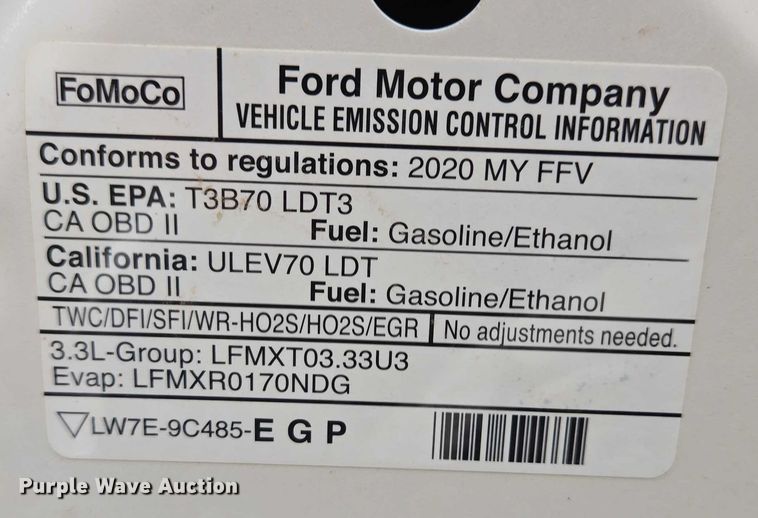 FoMoCo
Ford Motor Company
VEHICLE EMISSION CONTROL INFORMATION
Conforms to regulations: 2020 MY FFV
U.S. EPA: T3B70 LDT3
CA OBD II Fuel: Gasoline/Ethanol
California: ULEV70 LDT
CA OBD II Fuel: Gasoline/Ethanol
TWC/DFI/SFI/WR-HO2S/HO2S/EGR No adjustments needed.
3.3L-Group: LFMXT03.33U3
Evap: LFMXR0170NDG
▽LW7E-9C485-E G P
Purple Wave Auction